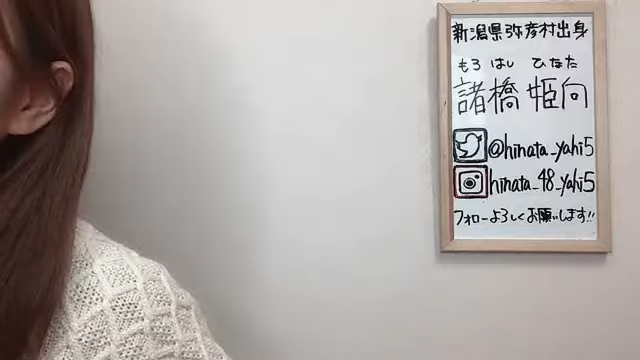 新潟県弥彦村出身
もろ はし ひなた
諸橋 姫向
@hinata_yahi5
hinata_48_yahi5
フォローよろしくお願いします!!